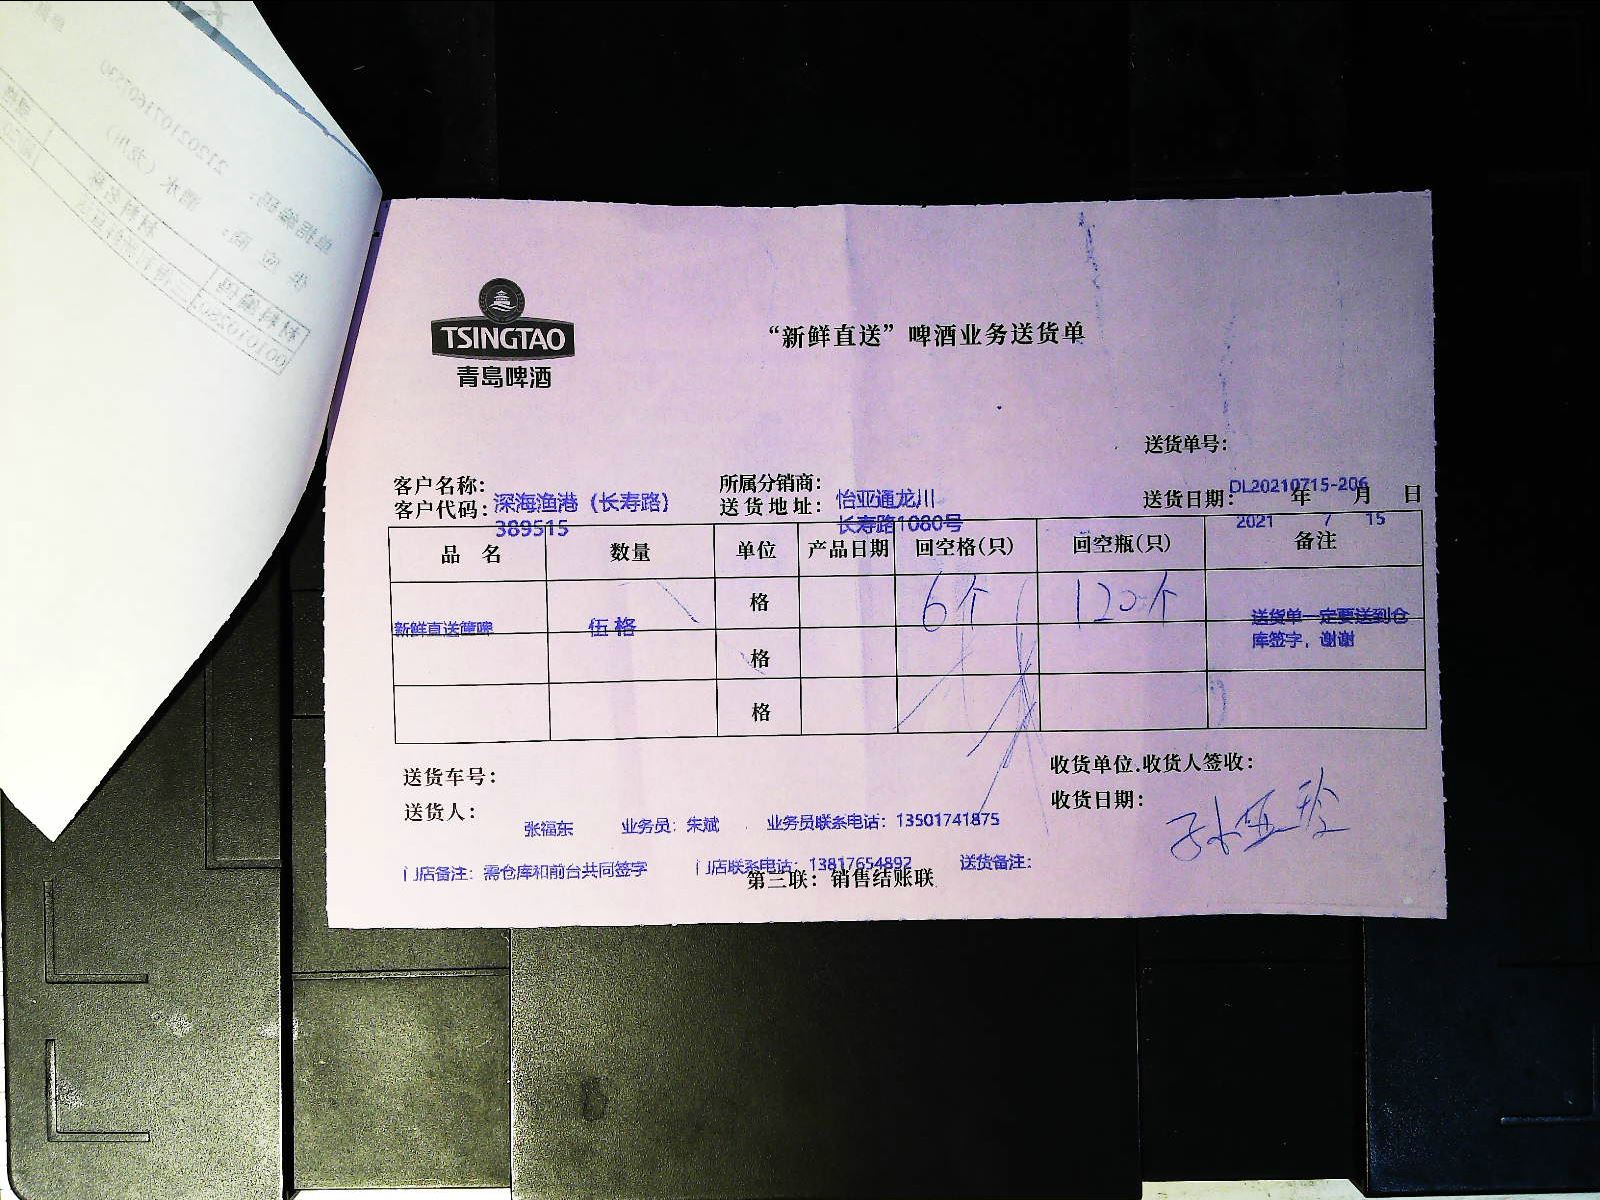 TSINGTAO
青島啤酒
“新鲜直送”啤酒业务送货单
送货单号：
DL20210715-206
客户名称：深海渔港（长寿路）
所属分销商：怡亚通龙川
客户代码：389515
送货地址：长寿路1080号
送货日期： 年 月 日
2021 7 15
品 名 数量 单位 产品日期 回空格(只) 回空瓶(只) 备注
新鲜直送箱啤 伍格 格 6个 120个 送货单一定要送到仓
库签字，谢谢
格
格
送货车号：
收货单位.收货人签收：
送货人：
收货日期：
孙亚玲
张福东 业务员：朱斌 业务员联系电话：13501741875
门店备注：需仓库和前台共同签字 门店联系电话：13817654892 送货备注：
第三联：销售结账联